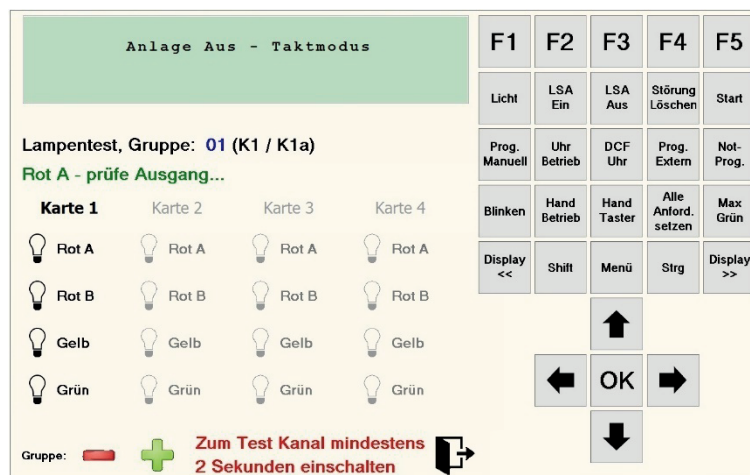 Anlage Aus - Taktmodus
Lampentest, Gruppe: 01 (K1 / K1a)
Rot A - prüfe Ausgang...
Karte 1 Karte 2 Karte 3 Karte 4
Rot A Rot A Rot A Rot A
Rot B Rot B Rot B Rot B
Gelb Gelb Gelb Gelb
Grün Grün Grün Grün
Gruppe:
Zum Test Kanal mindestens
2 Sekunden einschalten
F1 F2 F3 F4 F5
Licht
LSA
Ein
LSA
Aus
Störung
Löschen
Start
Prog.
Manuell
Uhr
Betrieb
DCF
Uhr
Prog.
Extern
Not-
Prog.
Blinken
Hand
Betrieb
Hand
Taster
Alle
Anford.
setzen
Max
Grün
Display
<<
Shift
Menü
Strg
Display
>>
OK